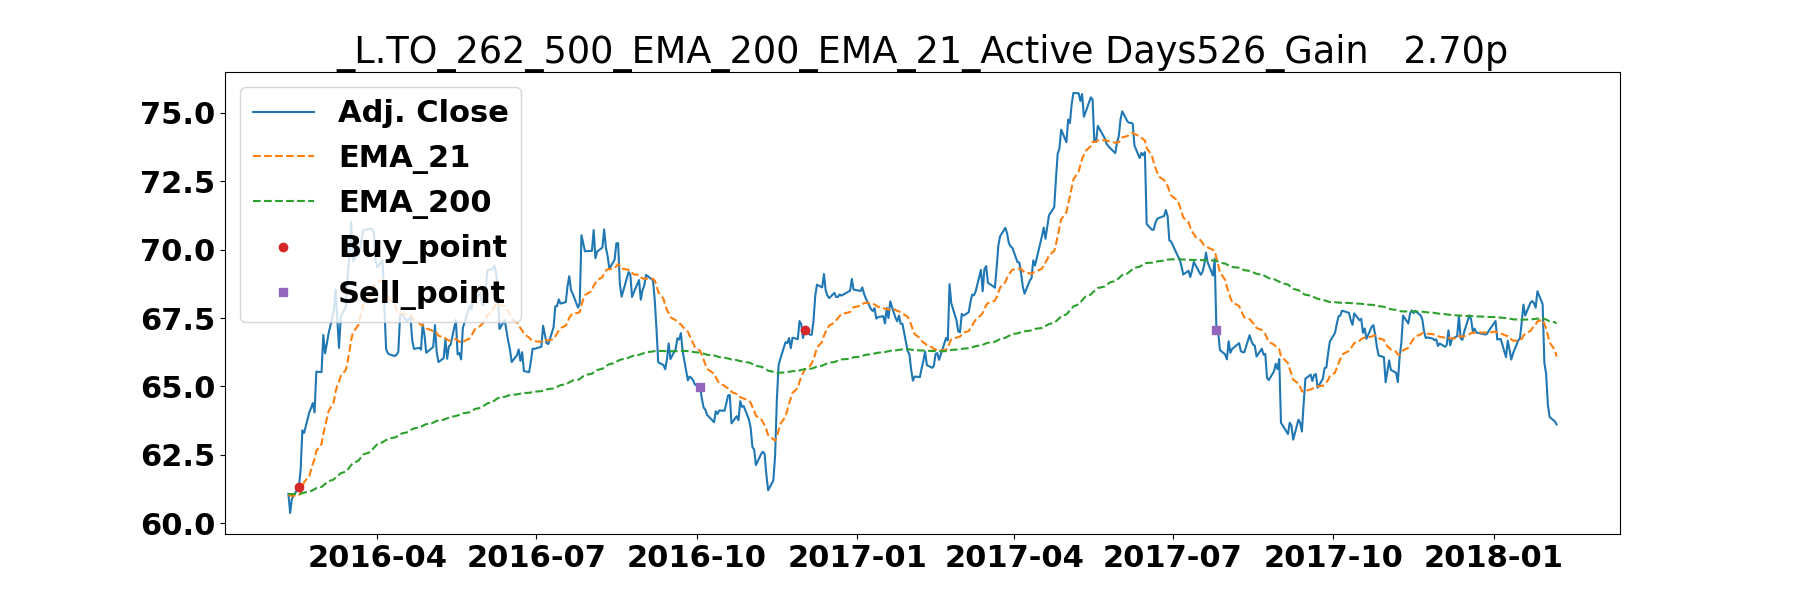 _L.TO_262_500_EMA_200_EMA_21_Active Days526_Gain   2.70p
75.0
72.5
70.0
67.5
65.0
62.5
60.0
Adj. Close
EMA_21
EMA_200
Buy_point
Sell_point
2016-04 2016-07 2016-10 2017-01 2017-04 2017-07 2017-10 2018-01